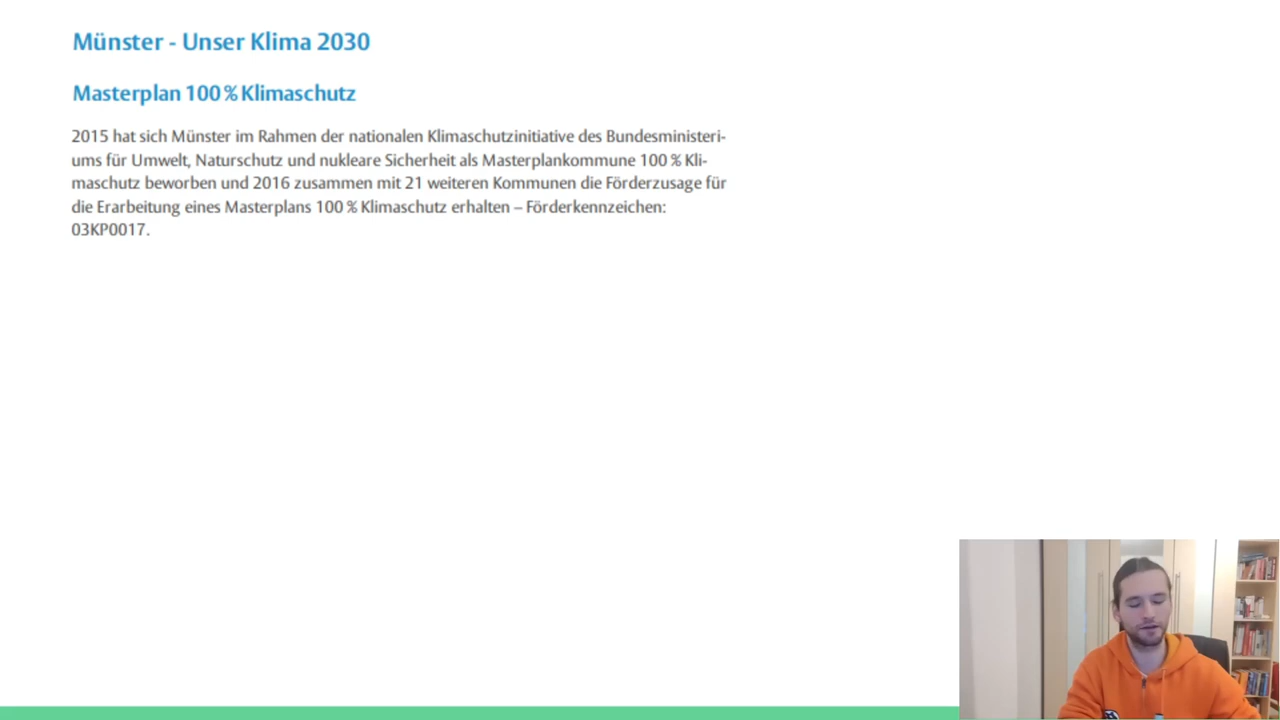 Münster - Unser Klima 2030
Masterplan 100 % Klimaschutz
2015 hat sich Münster im Rahmen der nationalen Klimaschutzinitiative des Bundesministeri-
ums für Umwelt, Naturschutz und nukleare Sicherheit als Masterplankommune 100 % Kli-
maschutz beworben und 2016 zusammen mit 21 weiteren Kommunen die Förderzusage für
die Erarbeitung eines Masterplans 100 % Klimaschutz erhalten – Förderkennzeichen:
03KP0017.